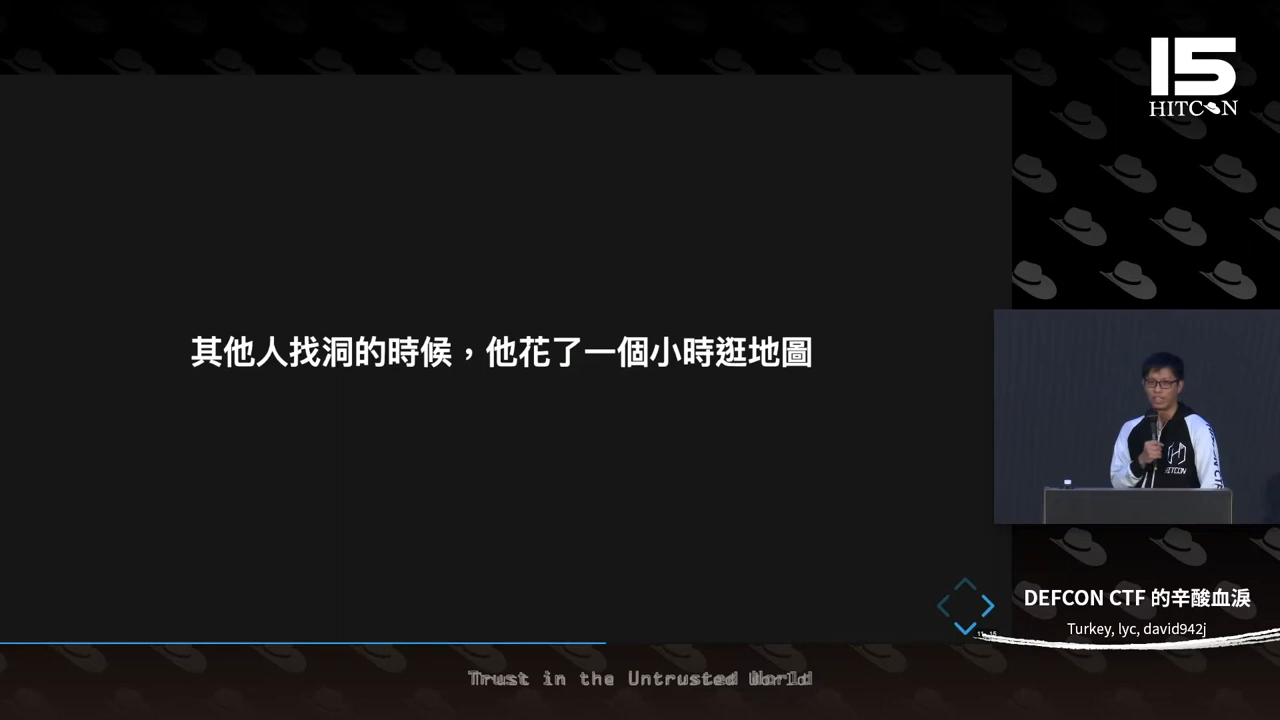 15
HITCON
其他人找洞的時候，他花了一個小時逛地圖
HITCON
DEFCON CTF 的辛酸血淚
Turkey, lyc, david942j
Trust in the Untrusted World